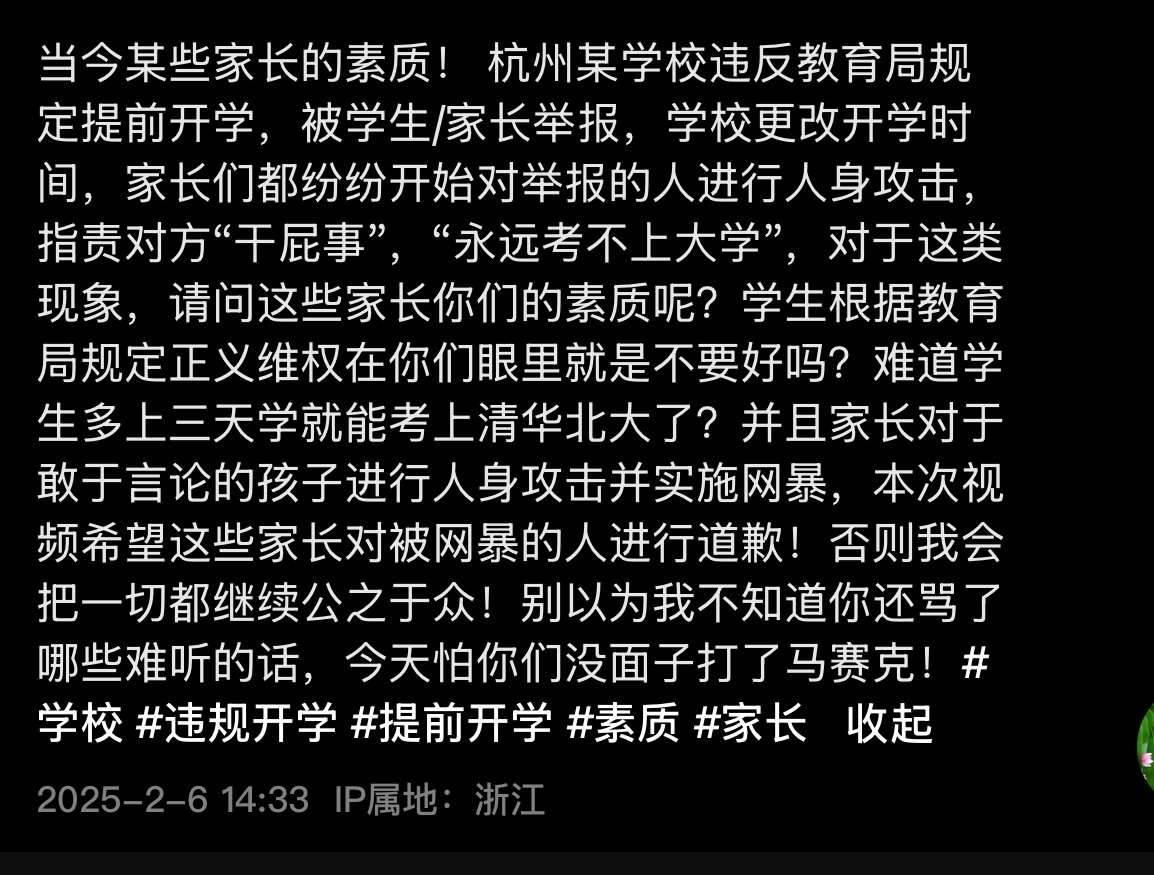 当今某些家长的素质！ 杭州某学校违反教育局规
定提前开学，被学生/家长举报，学校更改开学时
间，家长们都纷纷开始对举报的人进行人身攻击，
指责对方“干屁事”，“永远考不上大学”，对于这类
现象，请问这些家长你们的素质呢？学生根据教育
局规定正义维权在你们眼里就是不要好吗？难道学
生多上三天学就能考上清华北大了？并且家长对于
敢于言论的孩子进行人身攻击并实施网暴，本次视
频希望这些家长对被网暴的人进行道歉！否则我会
把一切都继续公之于众！别以为我不知道你还骂了
哪些难听的话，今天怕你们没面子打了马赛克！#
学校 #违规开学 #提前开学 #素质 #家长 收起
2025-2-6 14:33 IP属地：浙江